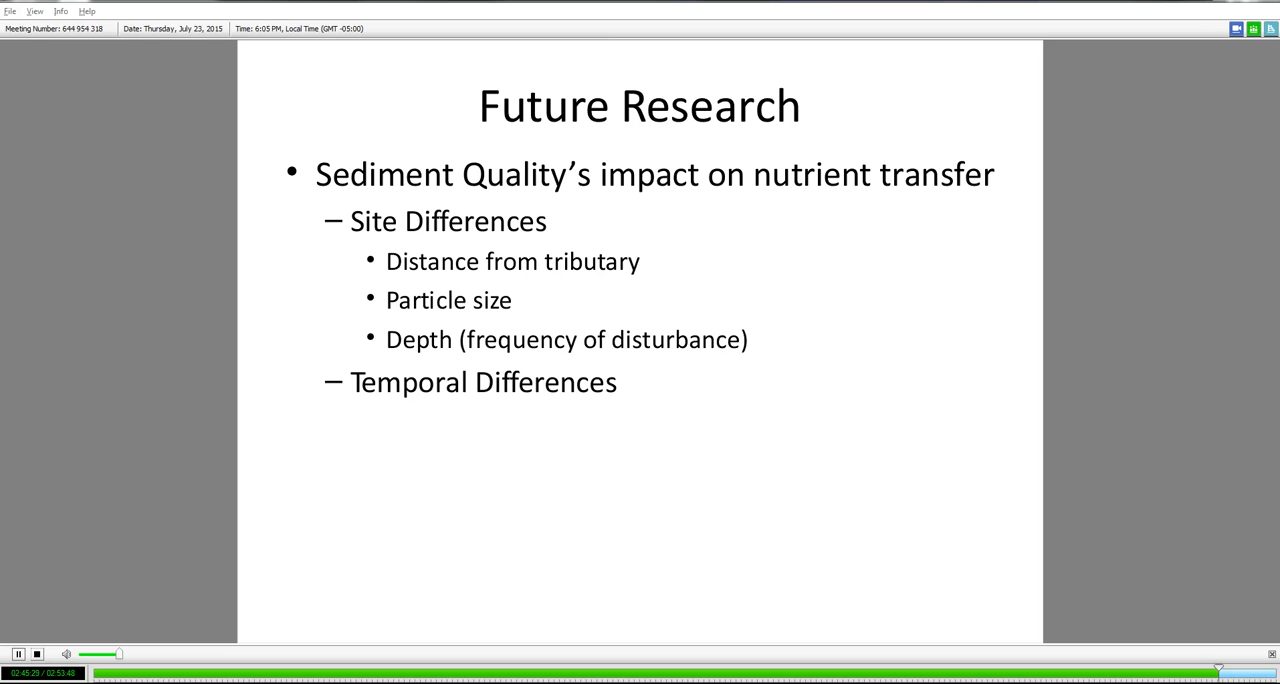 File View Info Help
Meeting Number: 644 954 318 Date: Thursday, July 23, 2015 Time: 6:05 PM, Local Time (GMT -05:00)
Future Research
• Sediment Quality’s impact on nutrient transfer
– Site Differences
• Distance from tributary
• Particle size
• Depth (frequency of disturbance)
– Temporal Differences
02:45:29 / 02:53:48